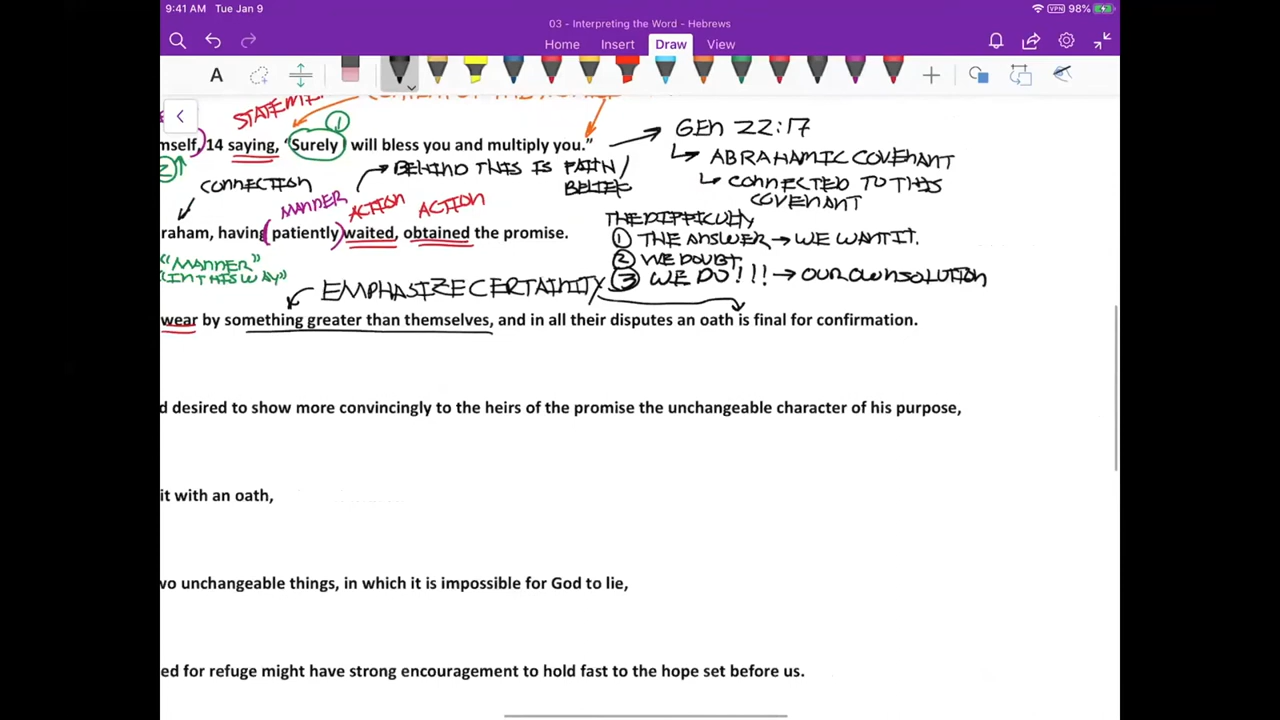 9:41 AM Tue Jan 9
VPN 98%
03 - Interpreting the Word - Hebrews
Home Insert Draw View
A
STATEME
1
GEN 22:17
mself, 14 saying, “Surely will bless you and multiply you.”
ABRAHAMIC COVENANT
2
BEHIND THIS IS FAITH/
BELIEF
CONNECTED TO THIS
COVENANT
CONNECTION
MANNER ACTION ACTION
THE DIFFICULTY
raham, having (patiently) waited, obtained the promise.
1 THE ANSWER → WE WANT IT.
"MANNER"
2 WE DOUBT
(IN THIS WAY)"
3 WE DO!!! → OUR OWN SOLUTION
EMPHASIZE CERTAINITY
wear by something greater than themselves, and in all their disputes an oath is final for confirmation.
d desired to show more convincingly to the heirs of the promise the unchangeable character of his purpose,
it with an oath,
wo unchangeable things, in which it is impossible for God to lie,
ed for refuge might have strong encouragement to hold fast to the hope set before us.